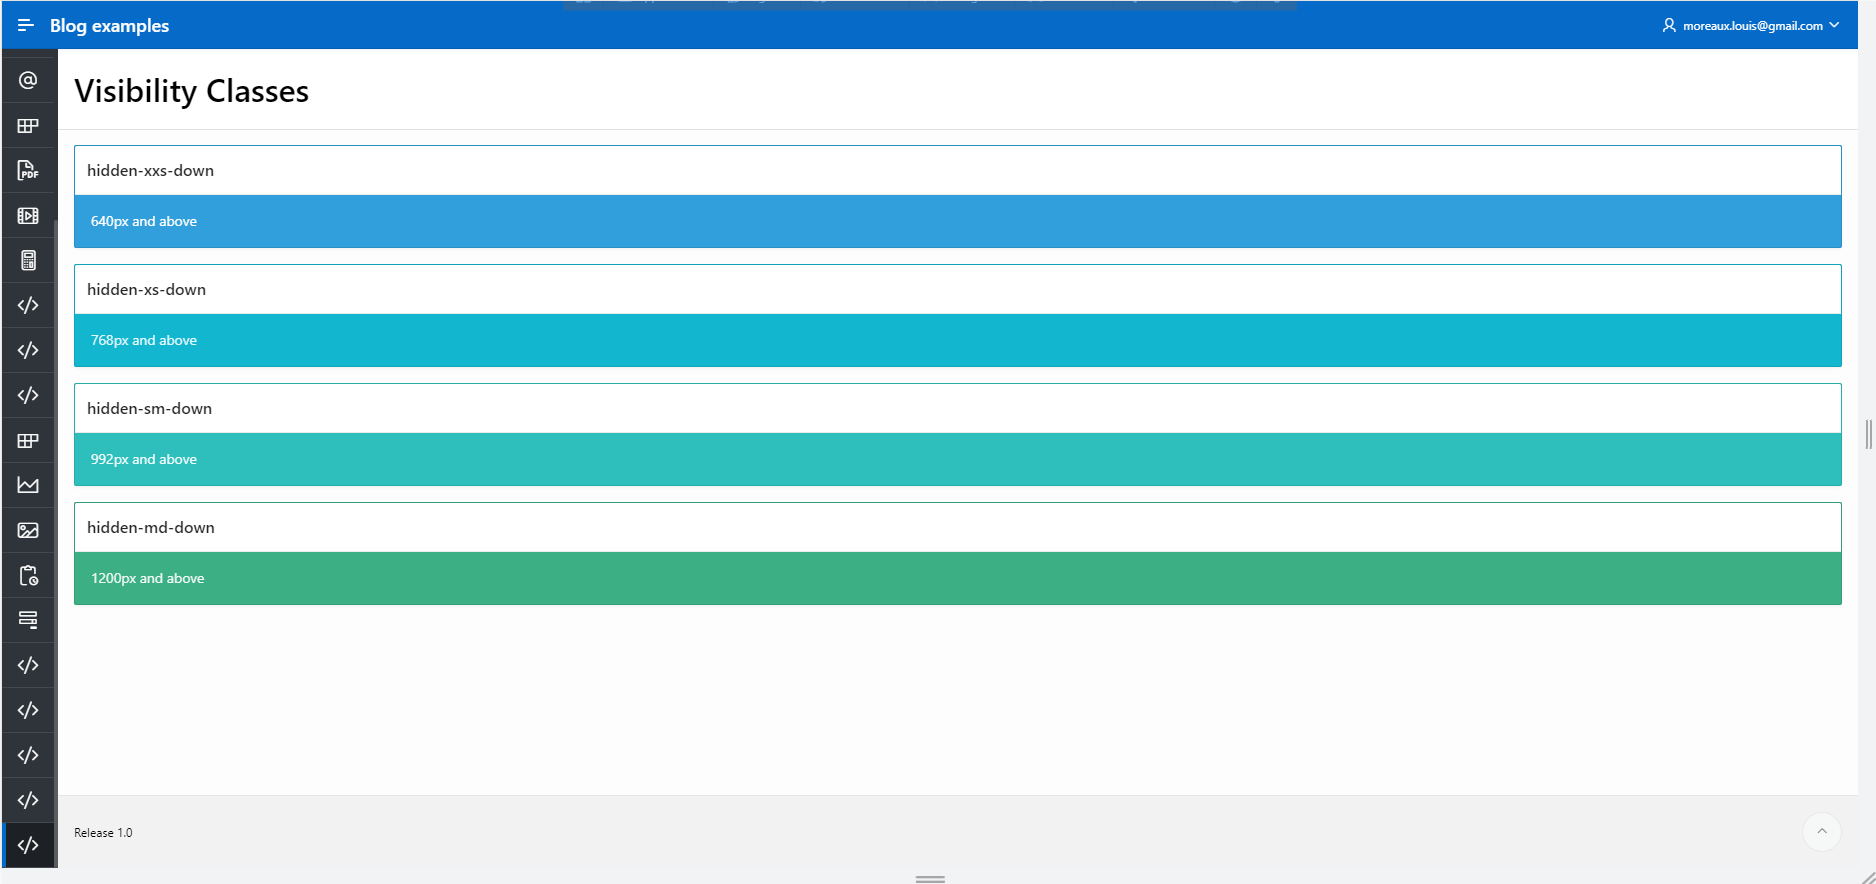 Blog examples
moreaux.louis@gmail.com
Visibility Classes
hidden-xxs-down
640px and above
hidden-xs-down
768px and above
hidden-sm-down
992px and above
hidden-md-down
1200px and above
PDF
Release 1.0